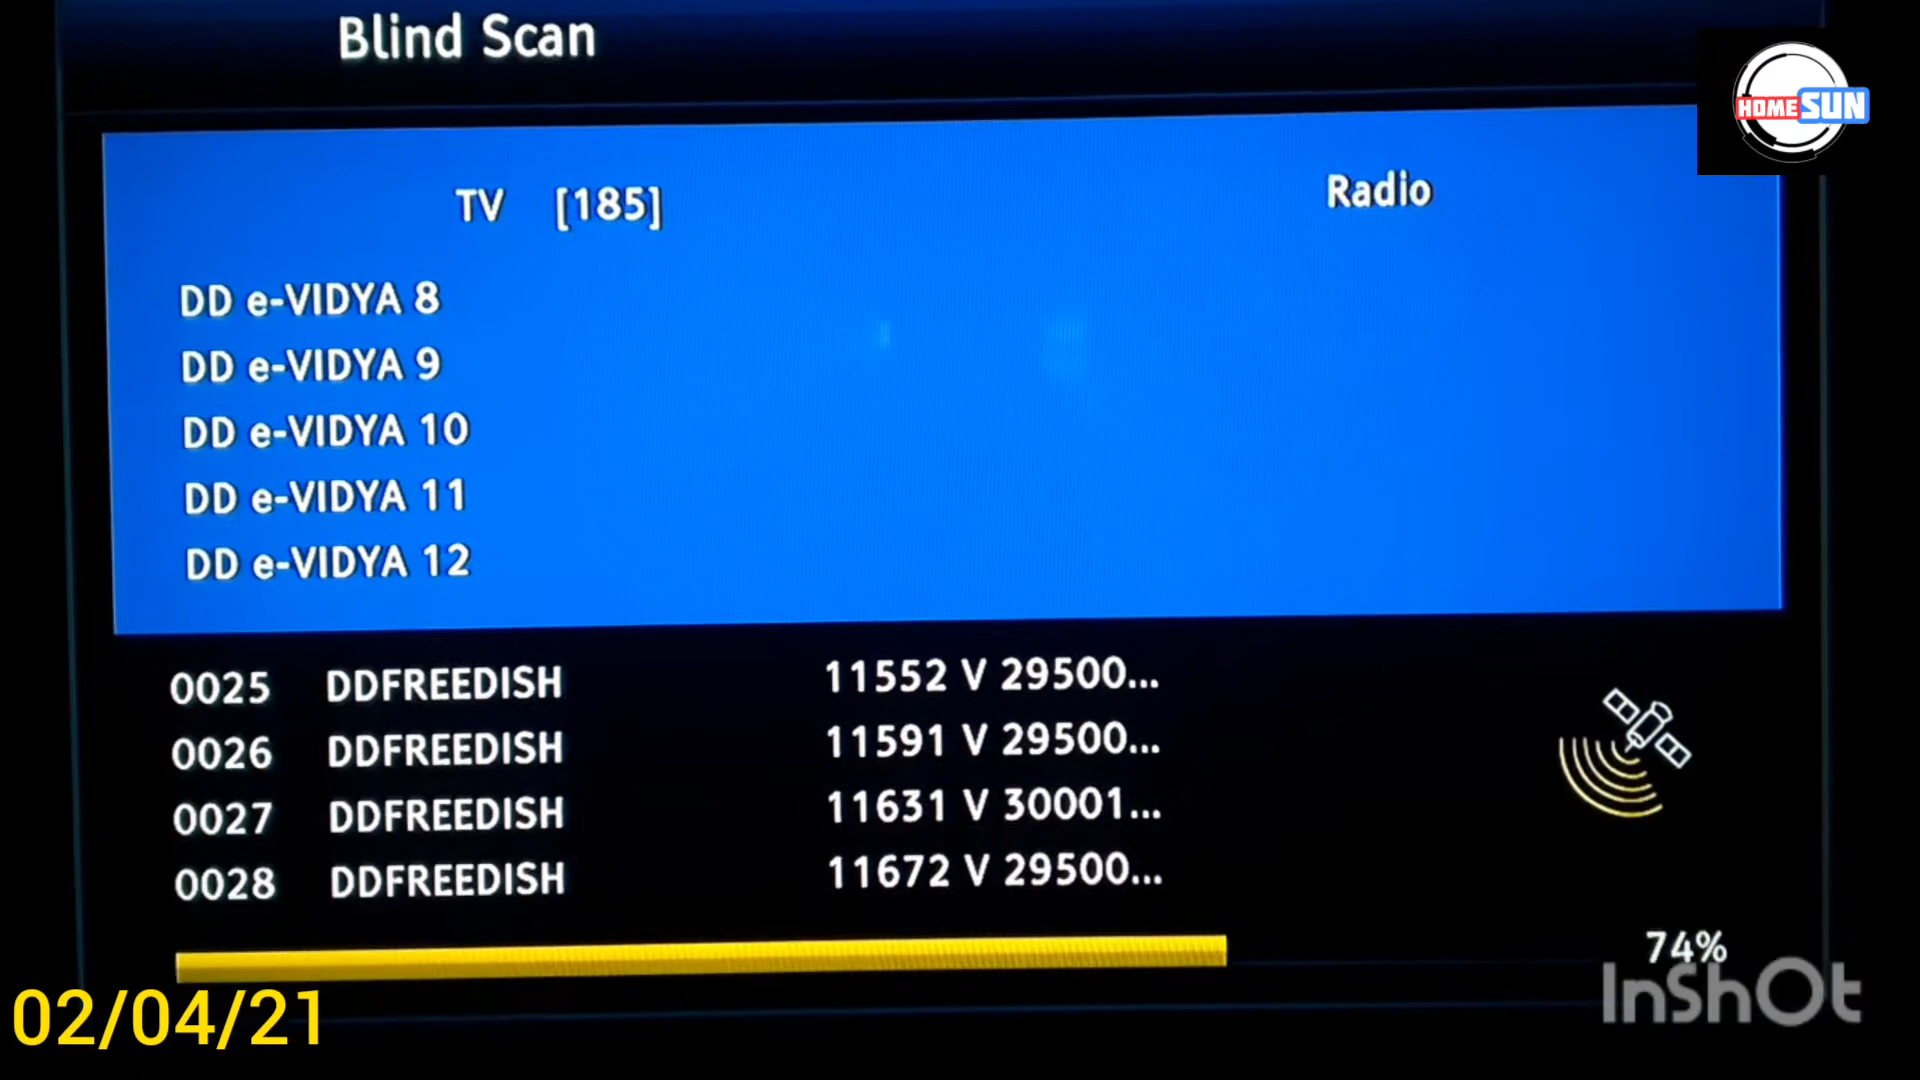 Blind Scan
HOME SUN
TV [185]
Radio
DD e-VIDYA 8
DD e-VIDYA 9
DD e-VIDYA 10
DD e-VIDYA 11
DD e-VIDYA 12
0025 DDFREEDISH 11552 V 29500...
0026 DDFREEDISH 11591 V 29500...
0027 DDFREEDISH 11631 V 30001...
0028 DDFREEDISH 11672 V 29500...
74%
InShOt
02/04/21